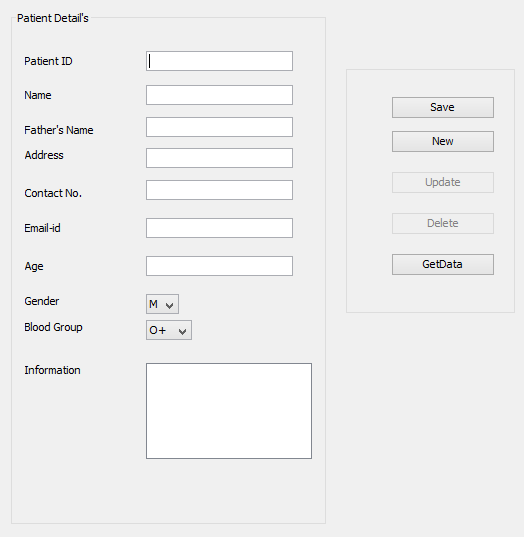 Patient Detail's
Patient ID
Name
Father's Name
Address
Contact No.
Email-id
Age
Gender
M
Blood Group
O+
Information
Save
New
Update
Delete
GetData